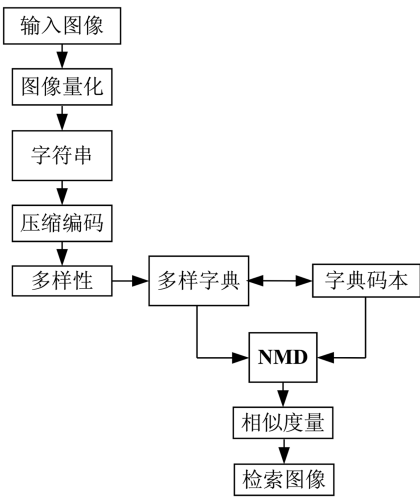 输入图像
图像量化
字符串
压缩编码
多样性
多样字典
字典码本
NMD
相似度量
检索图像